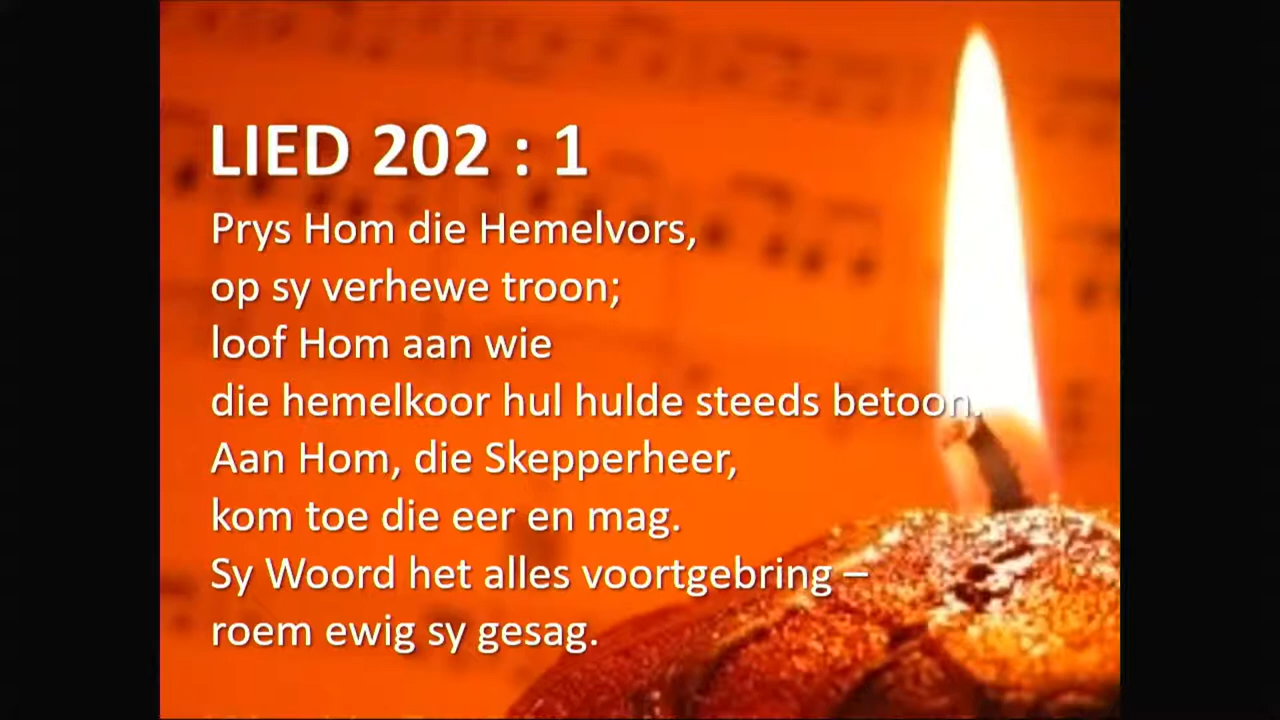 LIED 202 : 1
Prys Hom die Hemelvors,
op sy verhewe troon;
loof Hom aan wie
die hemelkoor hul hulde steeds betoon.
Aan Hom, die Skepperheer,
kom toe die eer en mag.
Sy Woord het alles voortgebring –
roem ewig sy gesag.